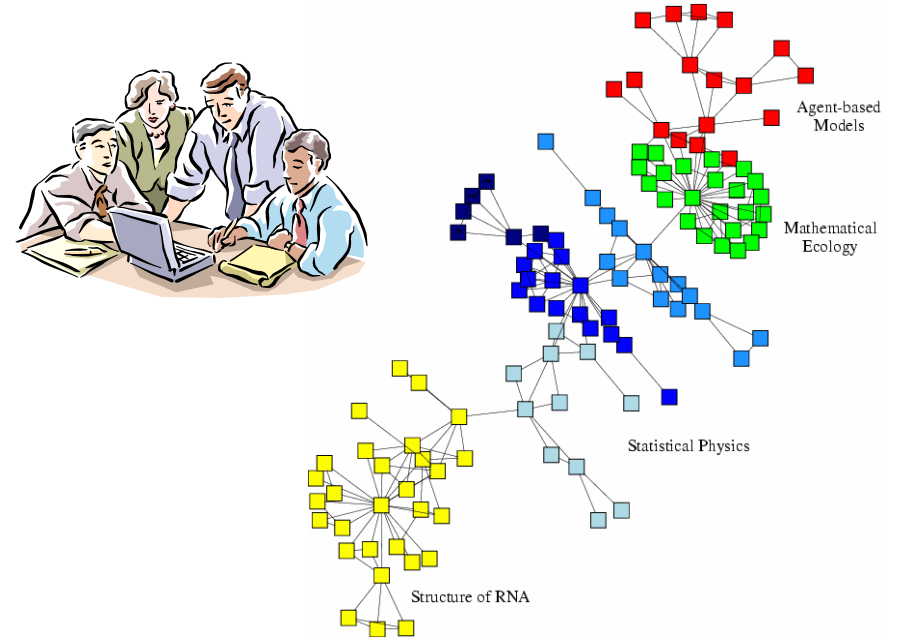 Agent-based
Models
Mathematical
Ecology
Statistical Physics
Structure of RNA